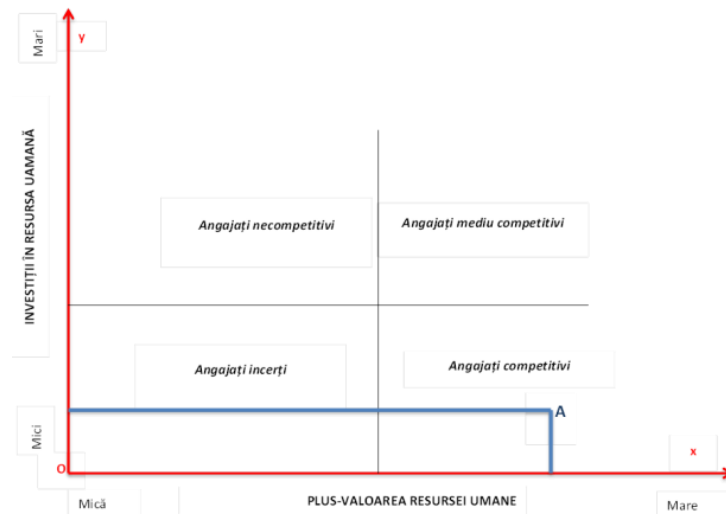 Mari
y
INVESTIȚII ÎN RESURSA UAMANĂ
Angajați necompetitivi
Angajați mediu competitivi
Angajați incerți
Angajați competitivi
A
Mici
O
x
Mică
PLUS-VALOAREA RESURSEI UMANE
Mare